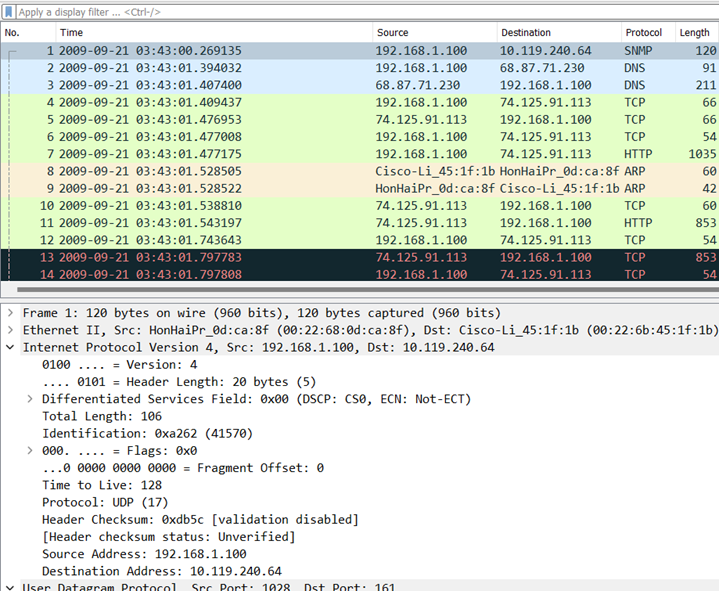 Apply a display filter ... <Ctrl-/>
No. Time Source Destination Protocol Length
1 2009-09-21 03:43:00.269135 192.168.1.100 10.119.240.64 SNMP 120
2 2009-09-21 03:43:01.394032 192.168.1.100 68.87.71.230 DNS 91
3 2009-09-21 03:43:01.407400 68.87.71.230 192.168.1.100 DNS 211
4 2009-09-21 03:43:01.409437 192.168.1.100 74.125.91.113 TCP 66
5 2009-09-21 03:43:01.476953 74.125.91.113 192.168.1.100 TCP 66
6 2009-09-21 03:43:01.477008 192.168.1.100 74.125.91.113 TCP 54
7 2009-09-21 03:43:01.477175 192.168.1.100 74.125.91.113 HTTP 1035
8 2009-09-21 03:43:01.528505 Cisco-Li_45:1f:1b HonHaiPr_0d:ca:8f ARP 60
9 2009-09-21 03:43:01.528522 HonHaiPr_0d:ca:8f Cisco-Li_45:1f:1b ARP 42
10 2009-09-21 03:43:01.538810 74.125.91.113 192.168.1.100 TCP 60
11 2009-09-21 03:43:01.543197 74.125.91.113 192.168.1.100 HTTP 853
12 2009-09-21 03:43:01.743643 192.168.1.100 74.125.91.113 TCP 54
13 2009-09-21 03:43:01.797783 74.125.91.113 192.168.1.100 TCP 853
14 2009-09-21 03:43:01.797808 192.168.1.100 74.125.91.113 TCP 54
Frame 1: 120 bytes on wire (960 bits), 120 bytes captured (960 bits)
Ethernet II, Src: HonHaiPr_0d:ca:8f (00:22:68:0d:ca:8f), Dst: Cisco-Li_45:1f:1b (00:22:6b:45:1f:1b)
Internet Protocol Version 4, Src: 192.168.1.100, Dst: 10.119.240.64
0100 .... = Version: 4
.... 0101 = Header Length: 20 bytes (5)
Differentiated Services Field: 0x00 (DSCP: CS0, ECN: Not-ECT)
Total Length: 106
Identification: 0xa262 (41570)
000. .... = Flags: 0x0
...0 0000 0000 0000 = Fragment Offset: 0
Time to Live: 128
Protocol: UDP (17)
Header Checksum: 0xdb5c [validation disabled]
[Header checksum status: Unverified]
Source Address: 192.168.1.100
Destination Address: 10.119.240.64
User Datagram Protocol, Src Port: 1028, Dst Port: 161